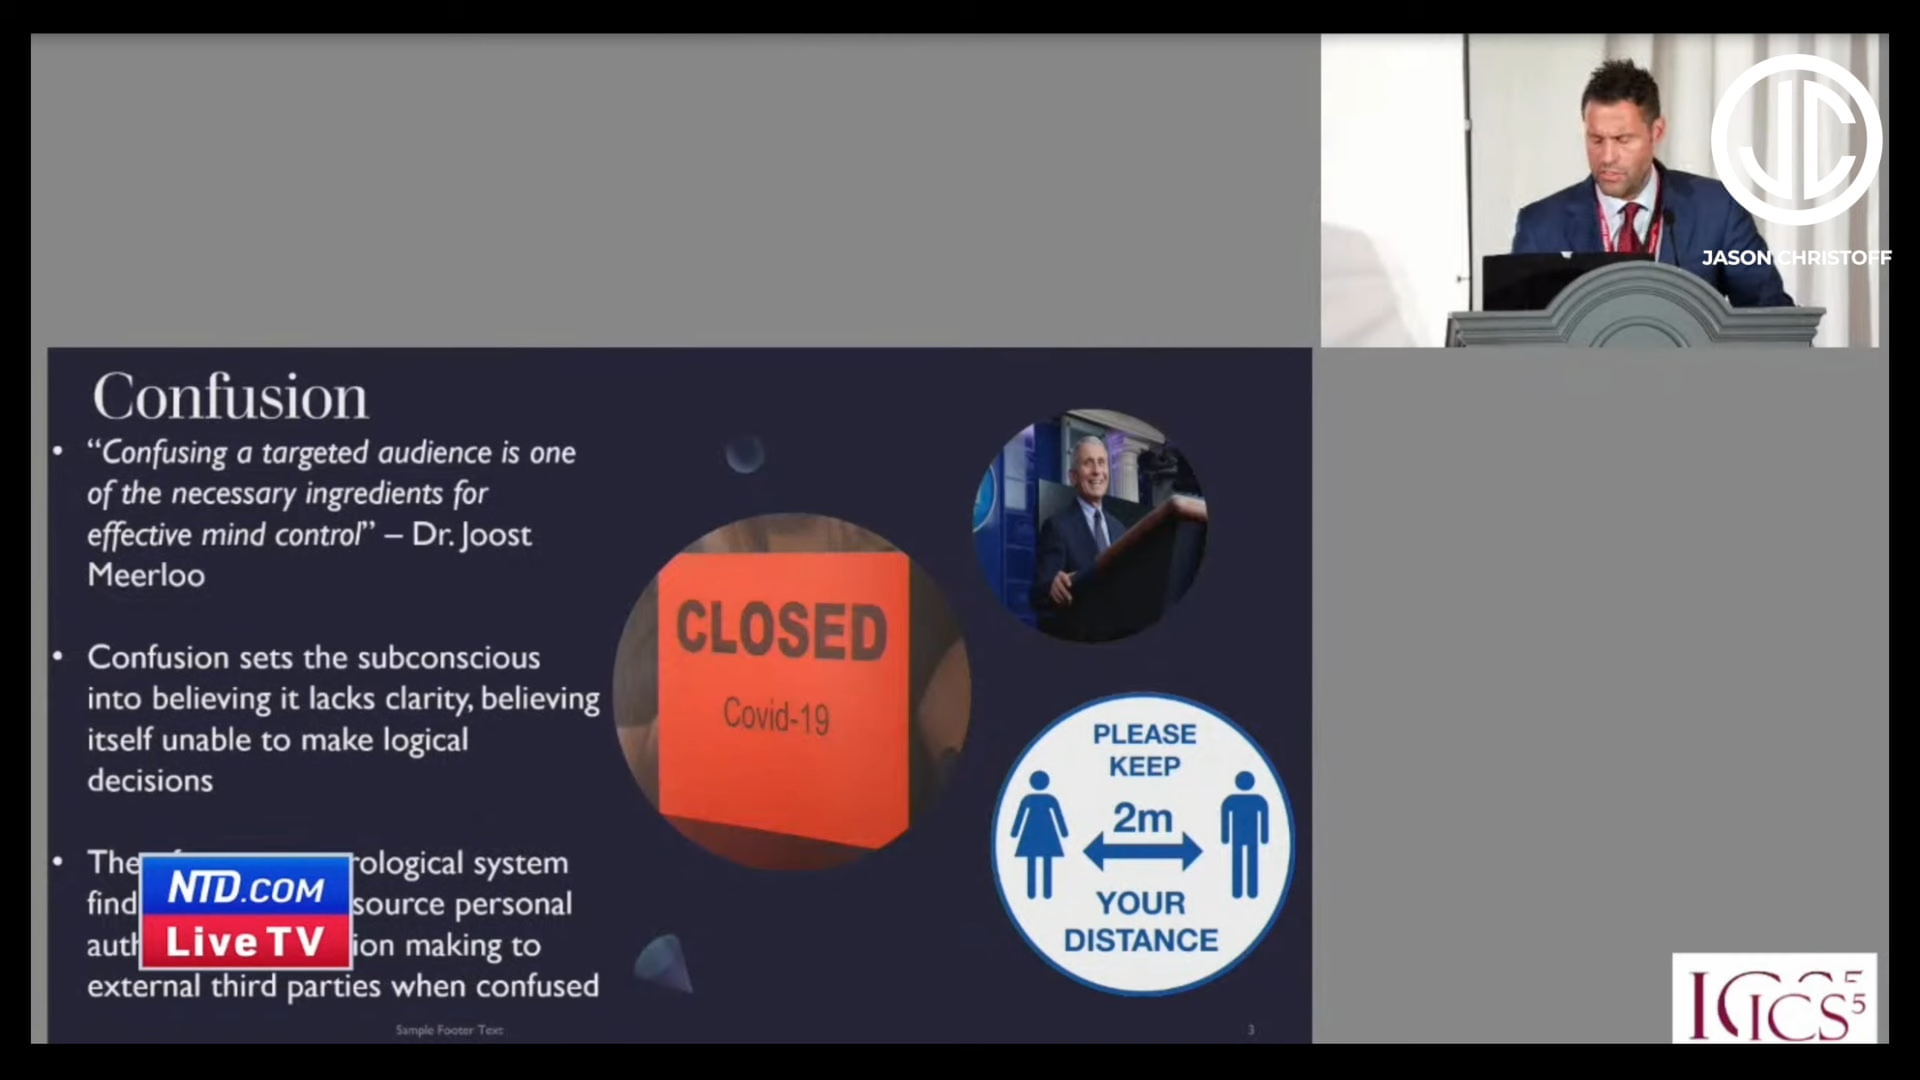 JC
JASON CHRISTOFF
Confusion
• “Confusing a targeted audience is one
of the necessary ingredients for
effective mind control” – Dr. Joost
Meerloo
• Confusion sets the subconscious
into believing it lacks clarity, believing
itself unable to make logical
decisions
• rological system
find source personal
ion making to
external third parties when confused
NTD.COM
Live TV
CLOSED
Covid-19
PLEASE
KEEP
2m
YOUR
DISTANCE
Sample Footer Text
3
ICS5